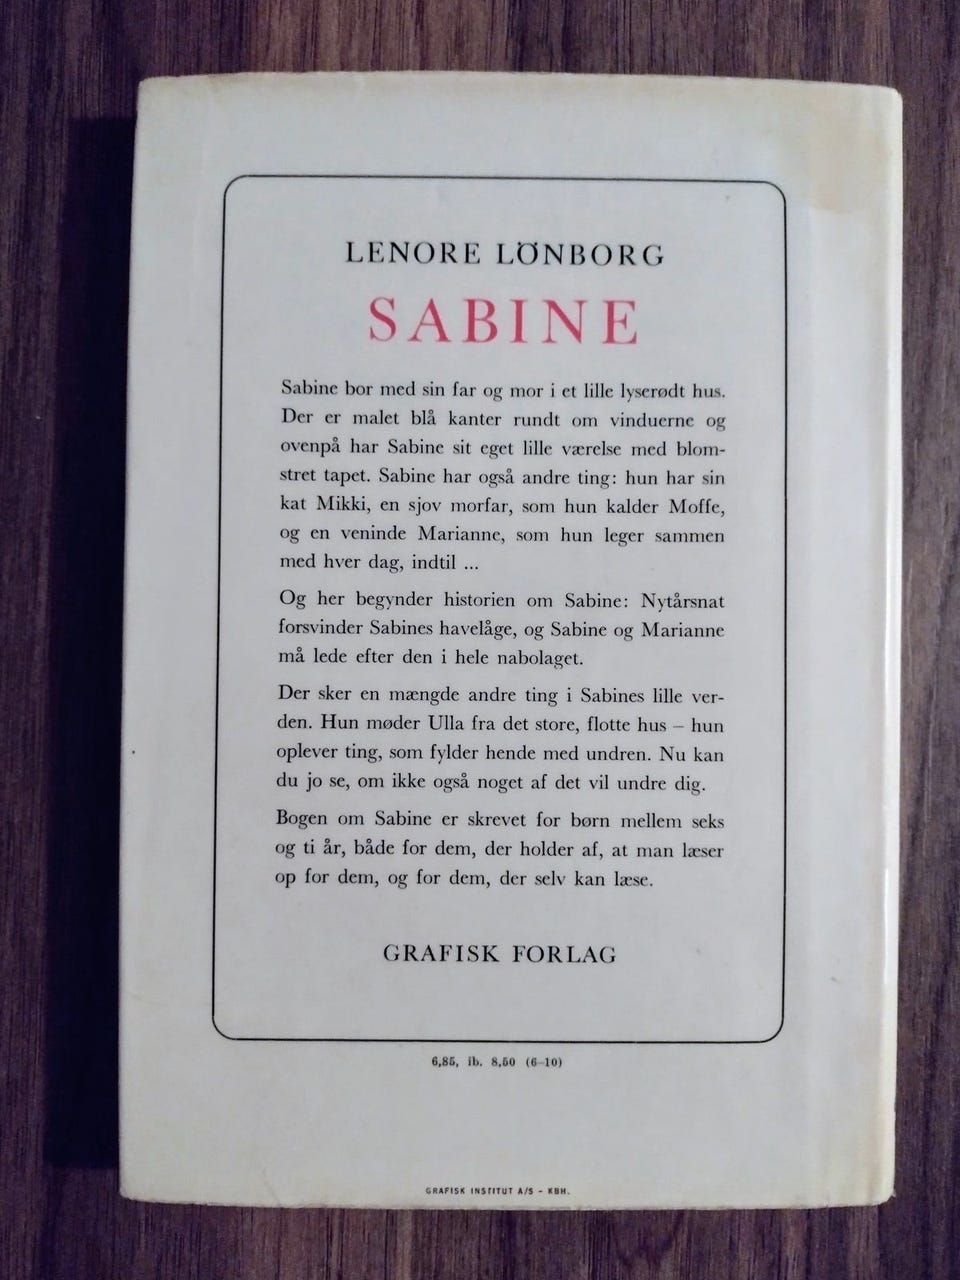 LENORE LÖNBORG
SABINE
Sabine bor med sin far og mor i et lille lyserødt hus.
Der er malet blå kanter rundt om vinduerne og
ovenpå har Sabine sit eget lille værelse med blom-
stret tapet. Sabine har også andre ting: hun har sin
kat Mikki, en sjov morfar, som hun kalder Moffe,
og en veninde Marianne, som hun leger sammen
med hver dag, indtil ...
Og her begynder historien om Sabine: Nytårsnat
forsvinder Sabines havelåge, og Sabine og Marianne
må lede efter den i hele nabolaget.
Der sker en mængde andre ting i Sabines lille ver-
den. Hun møder Ulla fra det store, flotte hus – hun
oplever ting, som fylder hende med undren. Nu kan
du jo se, om ikke også noget af det vil undre dig.
Bogen om Sabine er skrevet for børn mellem seks
og ti år, både for dem, der holder af, at man læser
op for dem, og for dem, der selv kan læse.
GRAFISK FORLAG
6,85, ib. 8,50 (6-10)
GRAFISK INSTITUT A/S - KBH.